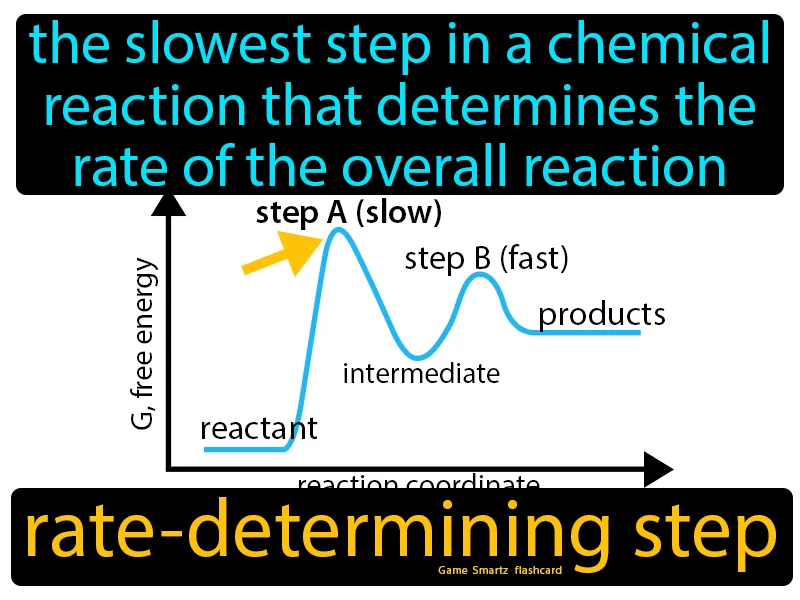 the slowest step in a chemical
reaction that determines the
rate of the overall reaction
step A (slow)
step B (fast)
products
intermediate
reactant
G, free energy
reaction coordinate
rate-determining step
Game Smartz flashcard